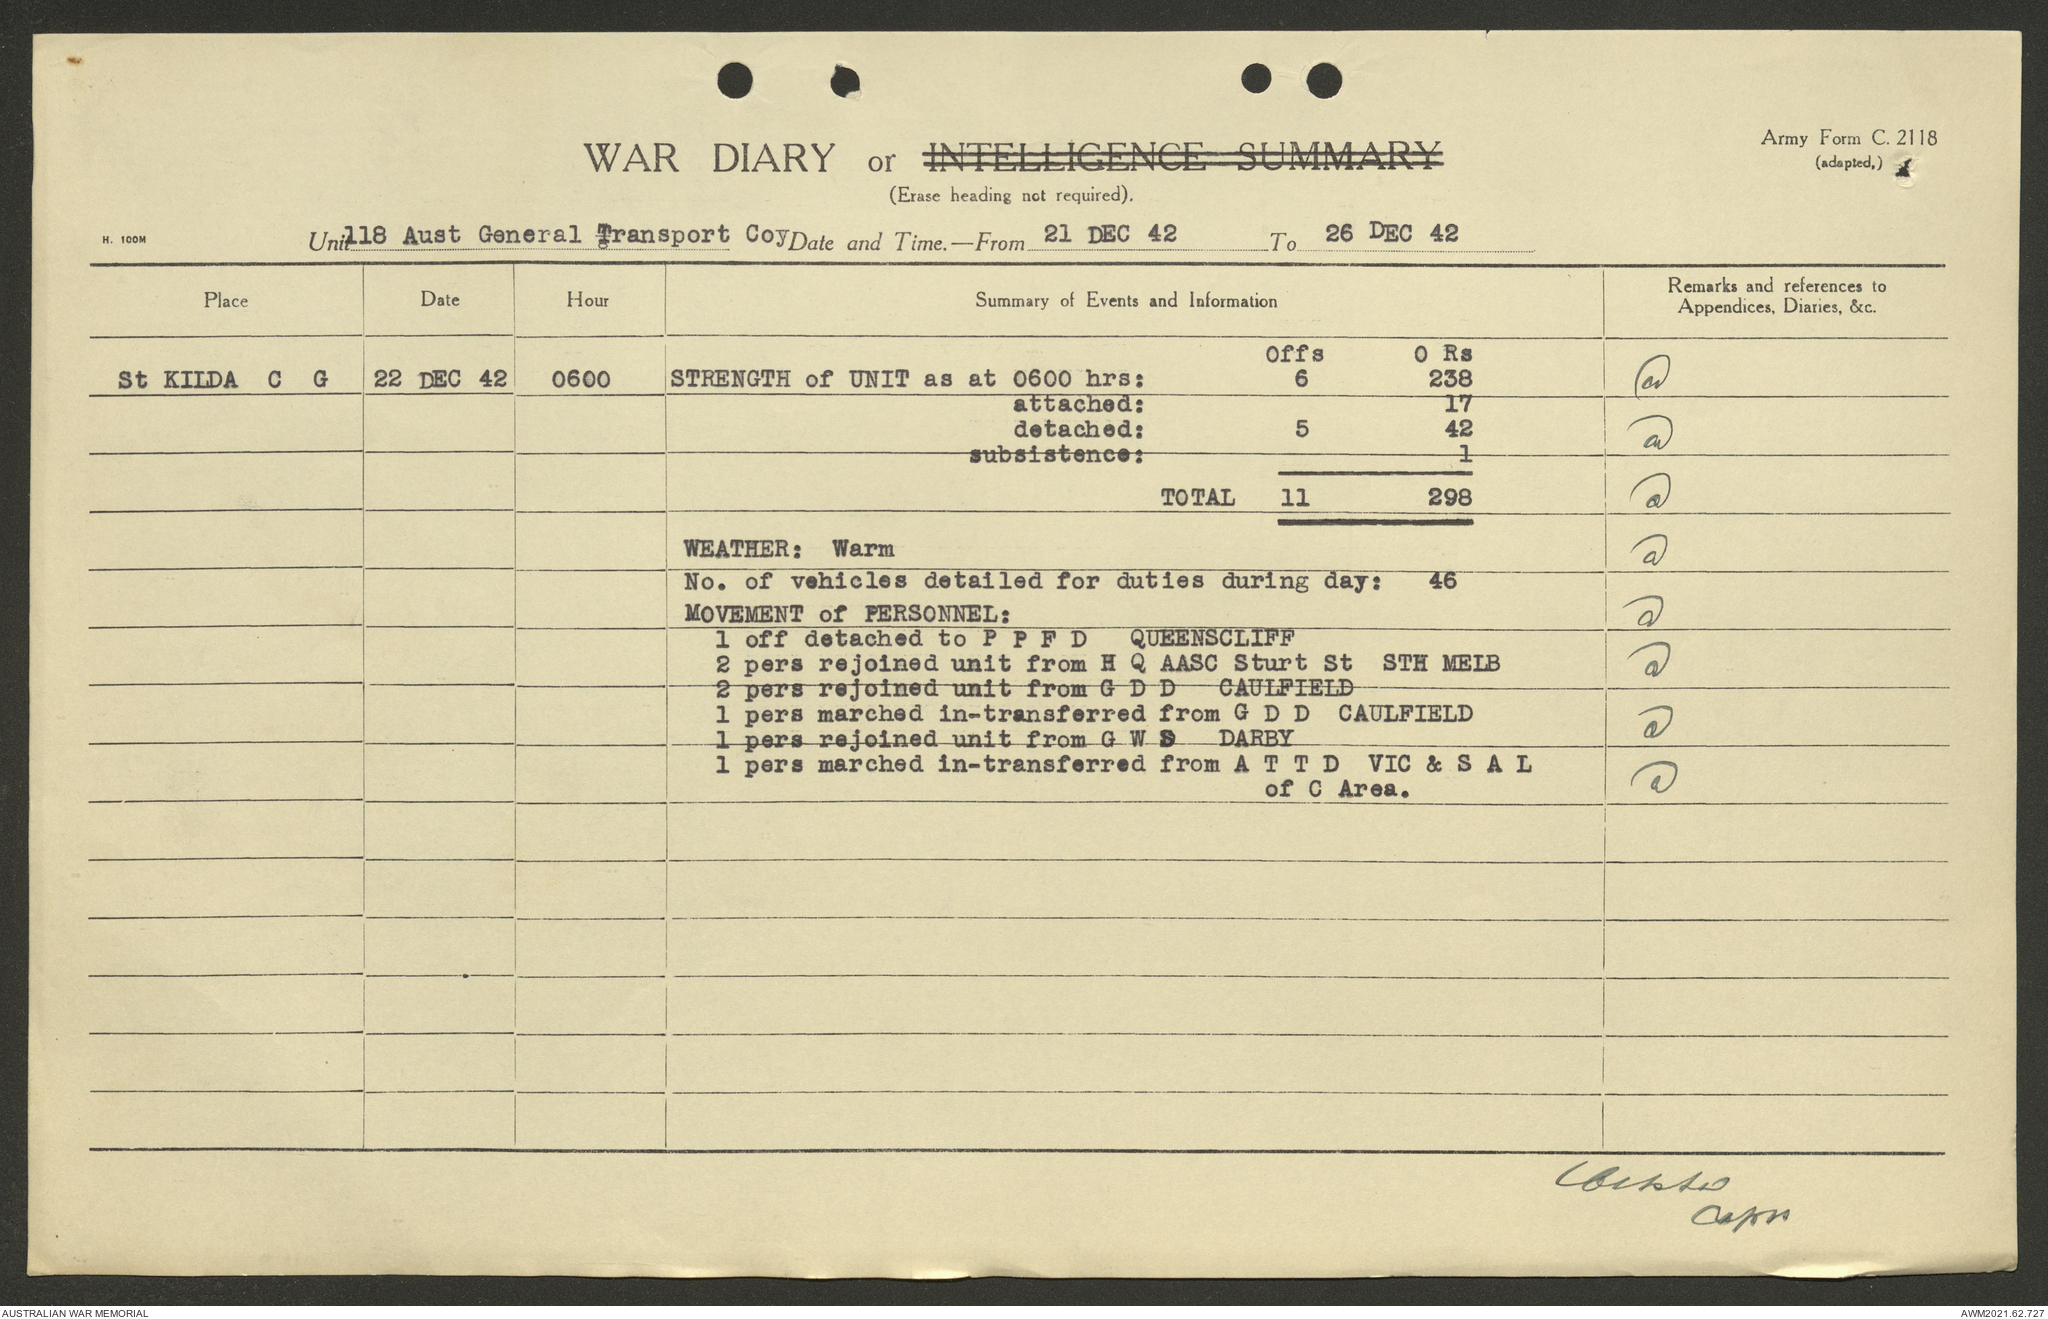 Army Form C. 2118
(adapted,)
WAR DIARY or INTELLIGENCE SUMMARY
(Erase heading not required).
H. 100M
Unit 118 Aust General Transport Coy Date and Time.—From 21 DEC 42 To 26 DEC 42
Place Date Hour Summary of Events and Information Remarks and references to
Appendices, Diaries, &c.
Offs O Rs
St KILDA C G 22 DEC 42 0600 STRENGTH of UNIT as at 0600 hrs: 6 238
attached: 17
detached: 5 42
subsistence: 1
TOTAL 11 298
WEATHER: Warm
No. of vehicles detailed for duties during day: 46
MOVEMENT of PERSONNEL:
1 off detached to P P F D QUEENSCLIFF
2 pers rejoined unit from H Q AASC Sturt St STH MELB
2 pers rejoined unit from G D D CAULFIELD
1 pers marched in-transferred from G D D CAULFIELD
1 pers rejoined unit from G W S DARBY
1 pers marched in-transferred from A T T D VIC & S A L
of C Area.
Capt
AUSTRALIAN WAR MEMORIAL AWM2021.62.727